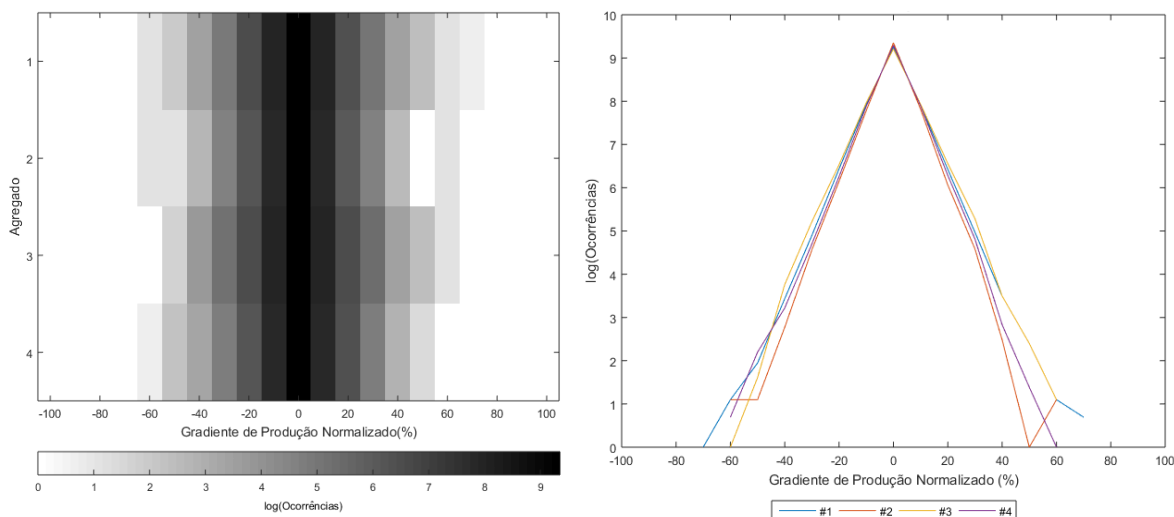 Agregado
1
2
3
4
-100 -80 -60 -40 -20 0 20 40 60 80 100
Gradiente de Produção Normalizado(%)
0 1 2 3 4 5 6 7 8 9
log(Ocorrências)
log(Ocorrências)
10
9
8
7
6
5
4
3
2
1
0
-100 -80 -60 -40 -20 0 20 40 60 80 100
Gradiente de Produção Normalizado (%)
#1 #2 #3 #4